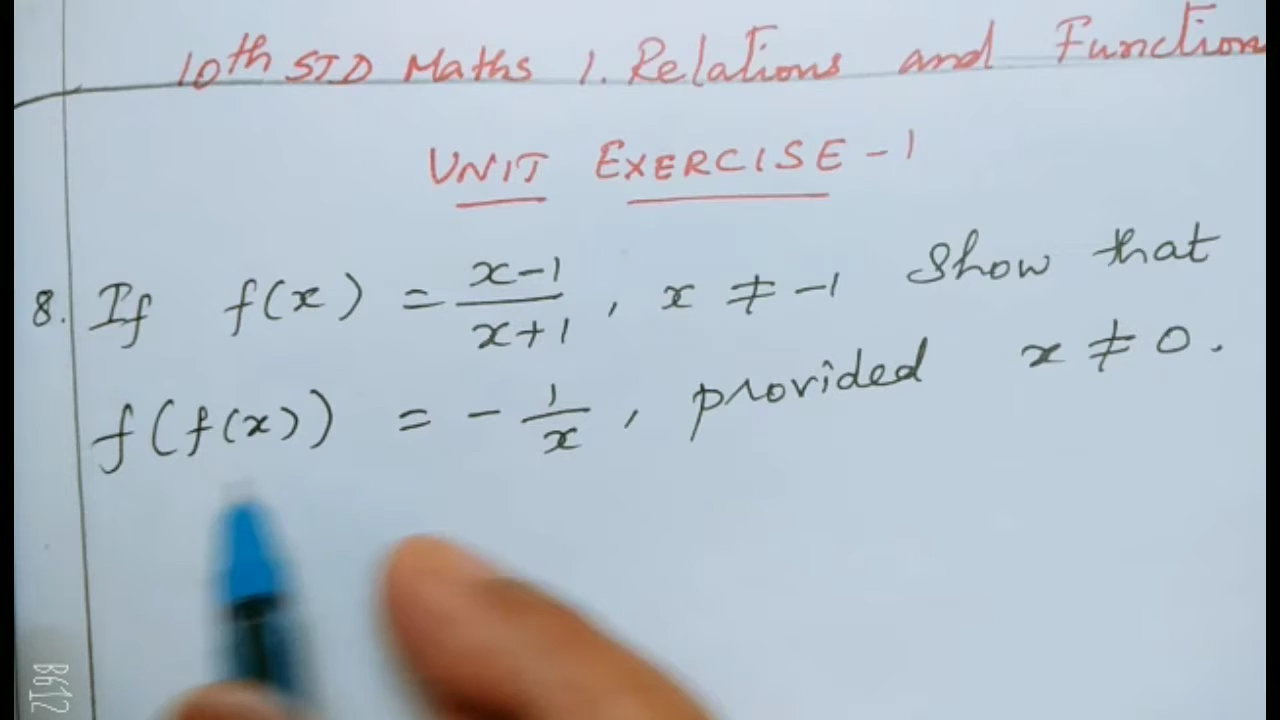 10th STD Maths 1. Relations and Function
UNIT EXERCISE - 1
8. If f(x) = x-1/x+1, x ≠ -1 Show that
f(f(x)) = - 1/x, provided x ≠ 0.
B612